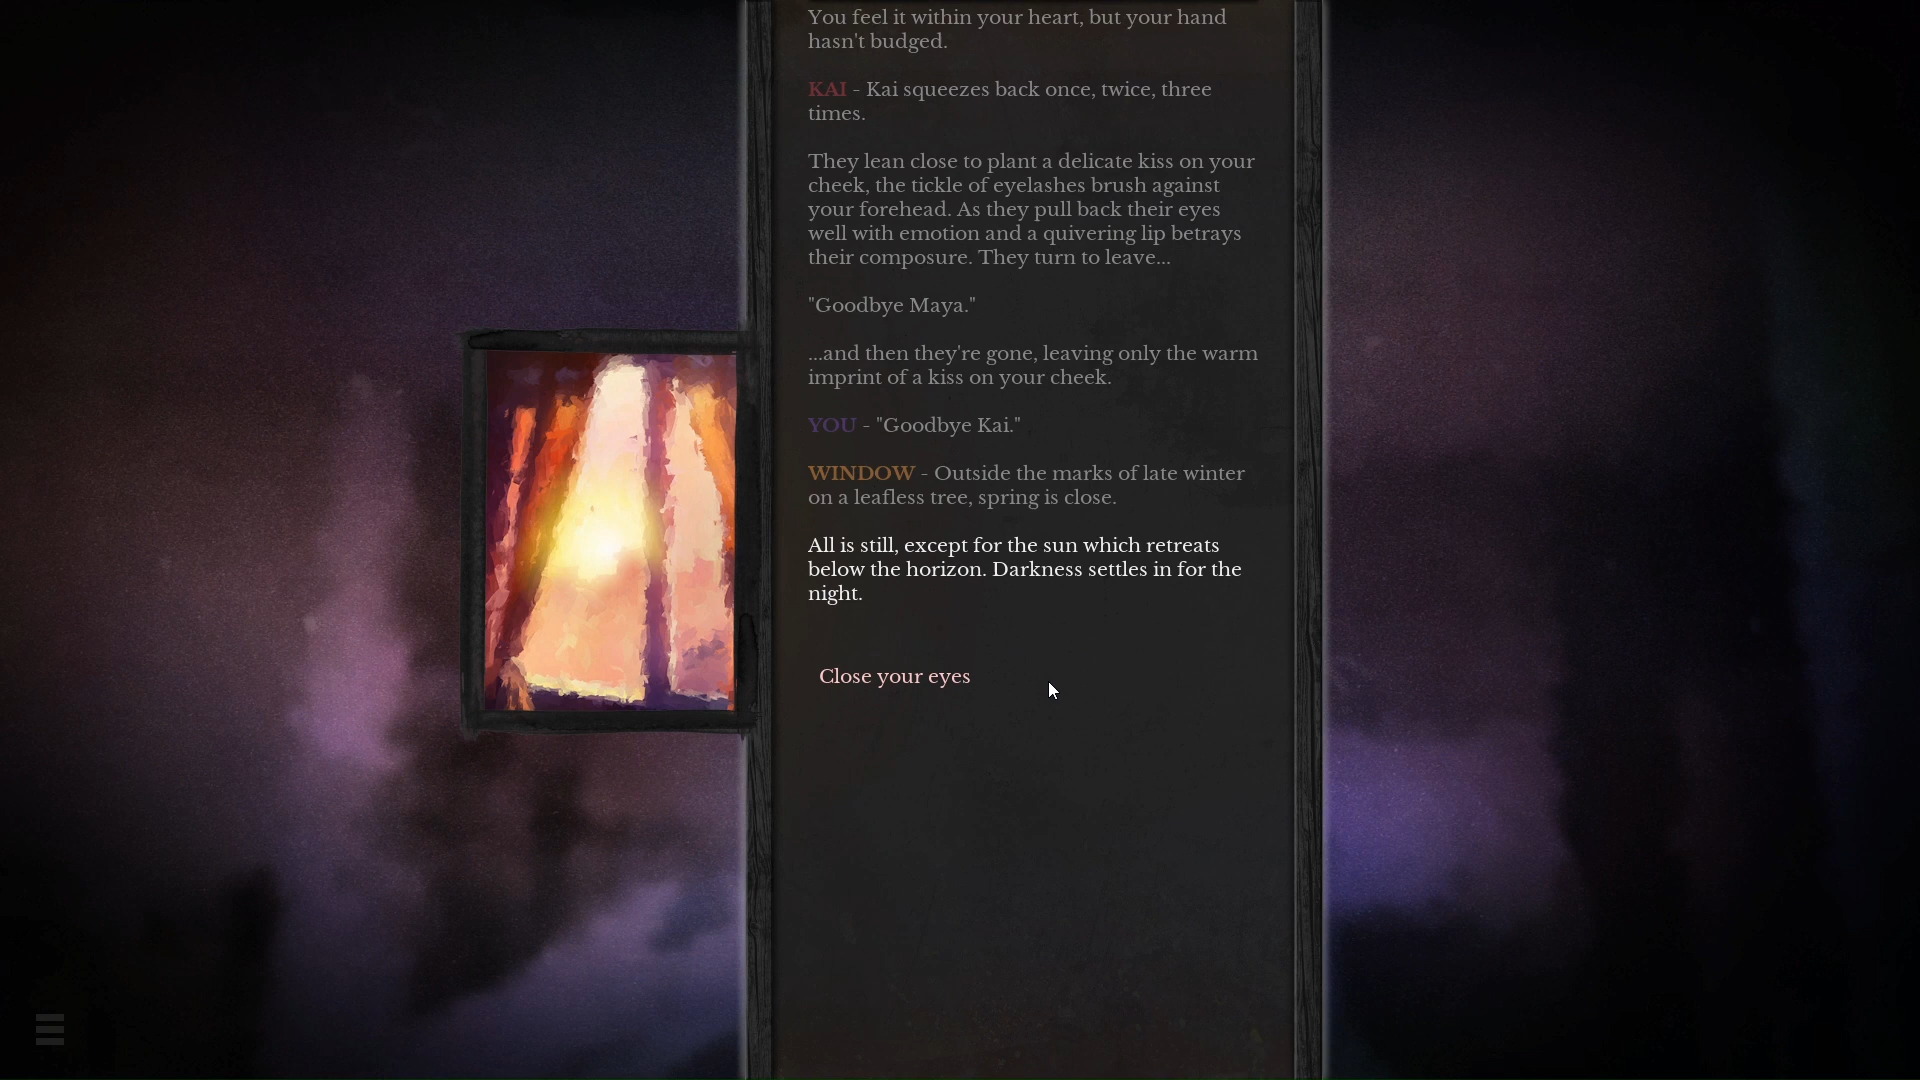 You feel it within your heart, but your hand
hasn't budged.
KAI - Kai squeezes back once, twice, three
times.
They lean close to plant a delicate kiss on your
cheek, the tickle of eyelashes brush against
your forehead. As they pull back their eyes
well with emotion and a quivering lip betrays
their composure. They turn to leave...
"Goodbye Maya."
...and then they're gone, leaving only the warm
imprint of a kiss on your cheek.
YOU - "Goodbye Kai."
WINDOW - Outside the marks of late winter
on a leafless tree, spring is close.
All is still, except for the sun which retreats
below the horizon. Darkness settles in for the
night.
Close your eyes